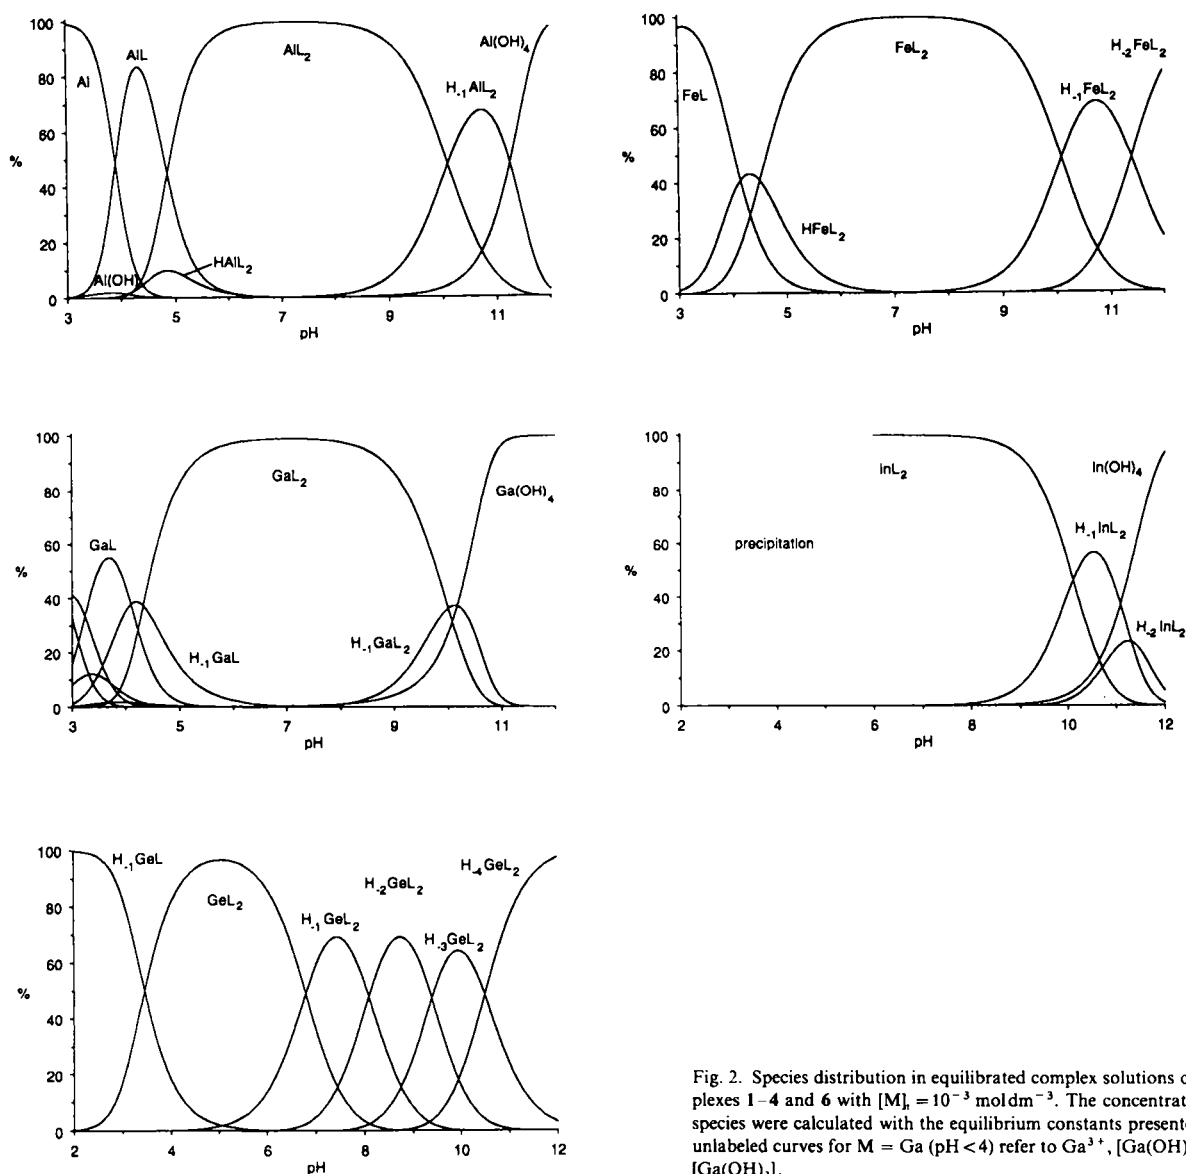 100
80
60
40
20
0
%
3 5 7 9 11
pH
Al
AlL
AlL₂
Al(OH)₄
H₋₁AlL₂
HAlL₂
Al(OH)
100
80
60
40
20
0
%
3 5 7 9 11
pH
FeL
FeL₂
H₋₂FeL₂
H₋₁FeL₂
HFeL₂
100
80
60
40
20
0
%
3 5 7 9 11
pH
GaL
GaL₂
Ga(OH)₄
H₋₁GaL
H₋₁GaL₂
100
80
60
40
20
0
%
2 4 6 8 10 12
pH
precipitation
InL₂
In(OH)₄
H₋₁InL₂
H₋₂InL₂
100
80
60
40
20
0
%
2 4 6 8 10 12
pH
H₋₁GeL
GeL₂
H₋₁GeL₂
H₋₂GeL₂
H₋₃GeL₂
H₋₄GeL₂
Fig. 2. Species distribution in equilibrated complex solutions
plexes 1–4 and 6 with [M]ₜ = 10⁻³ mol dm⁻³. The concentrat
species were calculated with the equilibrium constants presente
unlabeled curves for M = Ga (pH < 4) refer to Ga³⁺, [Ga(OH)